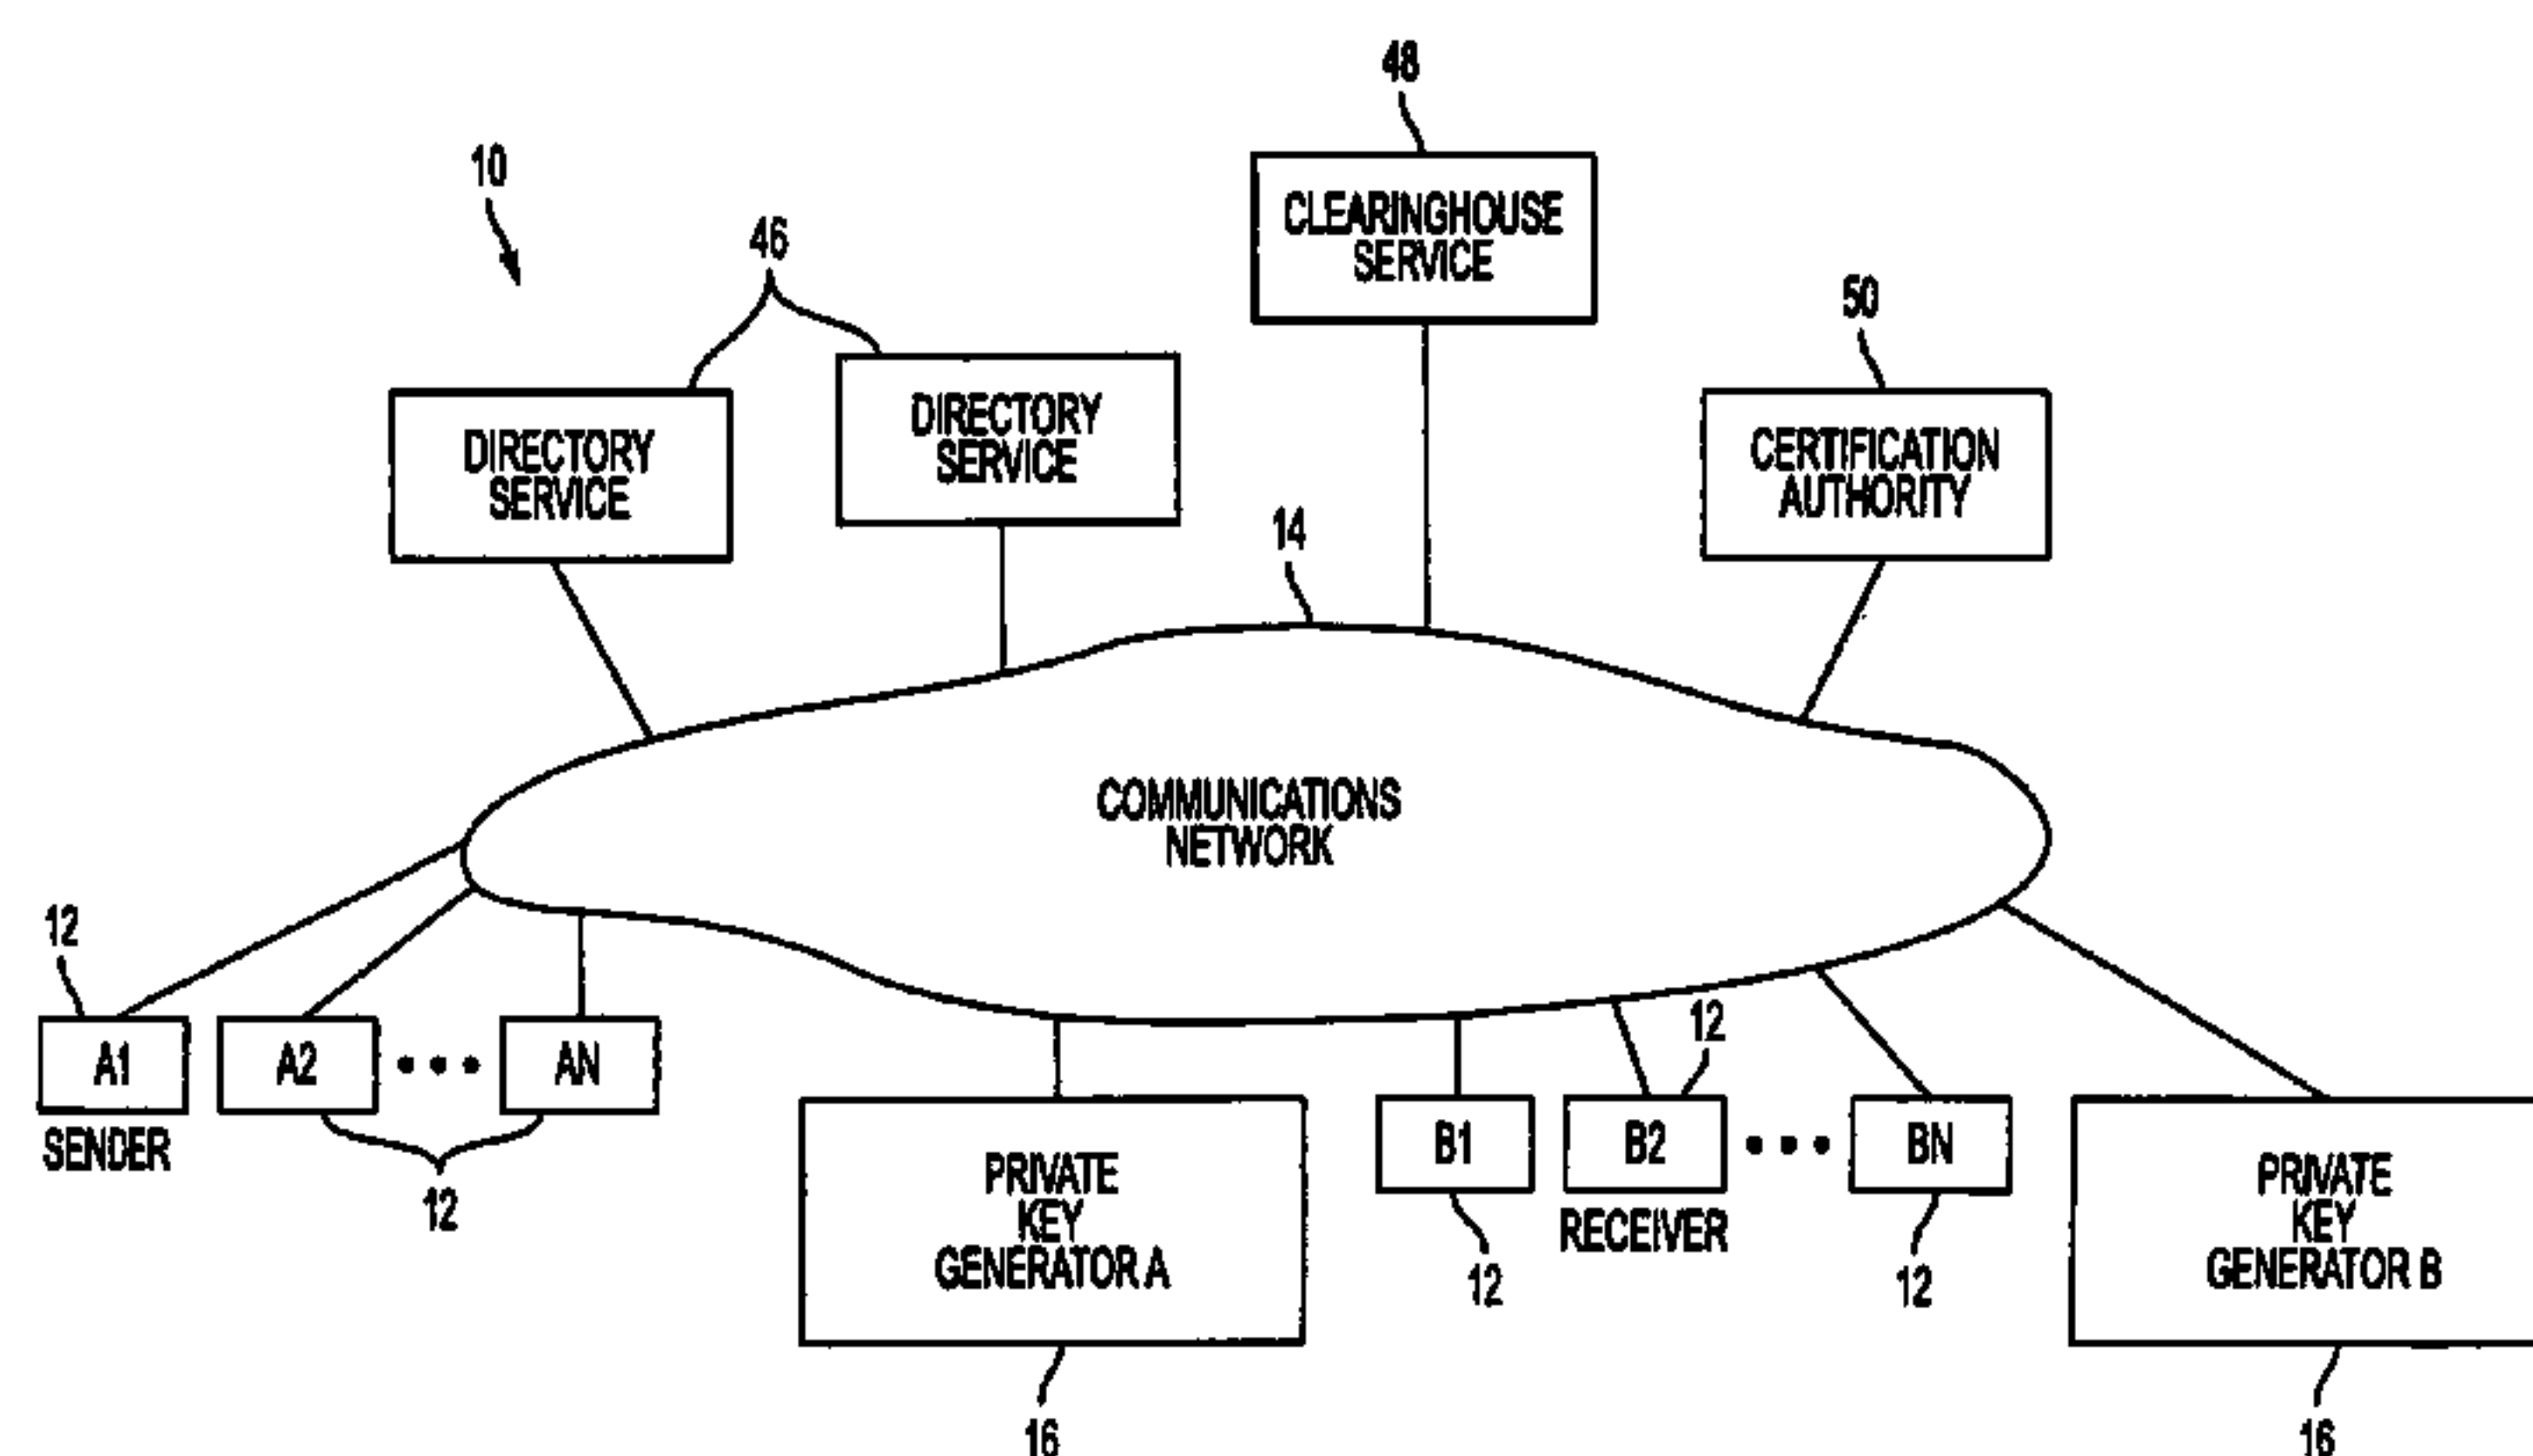 48
10
46
CLEARINGHOUSE
SERVICE
50
DIRECTORY
SERVICE
DIRECTORY
SERVICE
CERTIFICATION
AUTHORITY
14
COMMUNICATIONS
NETWORK
12
12
A1
A2
AN
SENDER
12
PRIVATE
KEY
GENERATOR A
16
B1
B2
BN
RECEIVER
12
12
PRIVATE
KEY
GENERATOR B
16